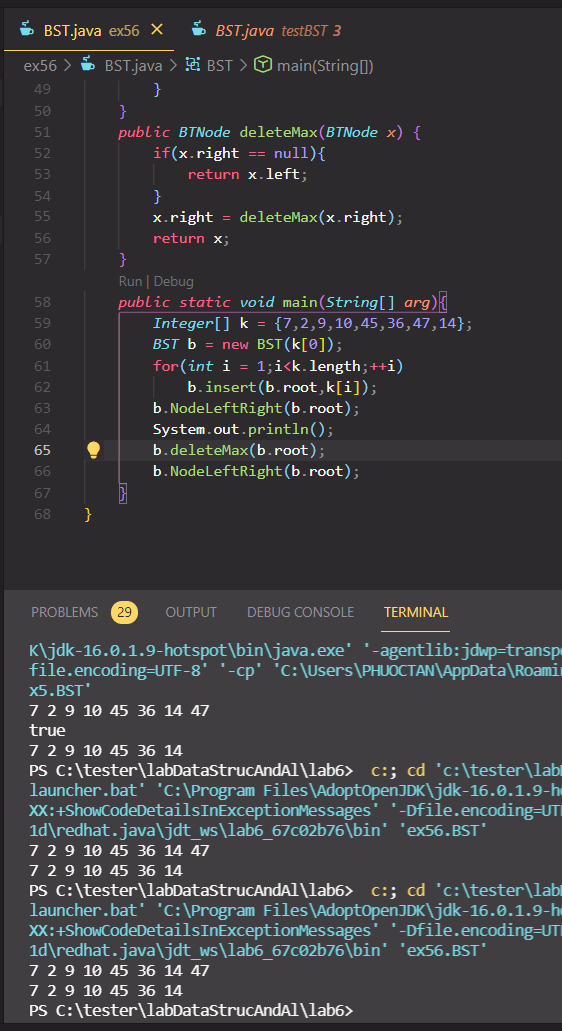 BST.java ex56 × BST.java testBST 3
ex56 > BST.java > BST > main(String[])
49 }
50 }
51 public BTNode deleteMax(BTNode x) {
52 if(x.right == null){
53 return x.left;
54 }
55 x.right = deleteMax(x.right);
56 return x;
57 }
Run | Debug
58 public static void main(String[] arg){
59 Integer[] k = {7,2,9,10,45,36,47,14};
60 BST b = new BST(k[0]);
61 for(int i = 1;i<k.length;++i)
62 b.insert(b.root,k[i]);
63 b.NodeLeftRight(b.root);
64 System.out.println();
65 b.deleteMax(b.root);
66 b.NodeLeftRight(b.root);
67 }
68 }
PROBLEMS 29 OUTPUT DEBUG CONSOLE TERMINAL
K\jdk-16.0.1.9-hotspot\bin\java.exe' '-agentlib:jdwp=transpo
file.encoding=UTF-8' '-cp' 'C:\Users\PHUOCTAN\AppData\Roamin
x5.BST'
7 2 9 10 45 36 14 47
true
7 2 9 10 45 36 14
PS C:\tester\labDataStrucAndAl\lab6> c:; cd 'c:\tester\labD
launcher.bat' 'C:\Program Files\AdoptOpenJDK\jdk-16.0.1.9-ho
XX:+ShowCodeDetailsInExceptionMessages' '-Dfile.encoding=UTF
1d\redhat.java\jdt_ws\lab6_67c02b76\bin' 'ex56.BST'
7 2 9 10 45 36 14 47
7 2 9 10 45 36 14
PS C:\tester\labDataStrucAndAl\lab6> c:; cd 'c:\tester\labD
launcher.bat' 'C:\Program Files\AdoptOpenJDK\jdk-16.0.1.9-ho
XX:+ShowCodeDetailsInExceptionMessages' '-Dfile.encoding=UTF
1d\redhat.java\jdt_ws\lab6_67c02b76\bin' 'ex56.BST'
7 2 9 10 45 36 14 47
7 2 9 10 45 36 14
PS C:\tester\labDataStrucAndAl\lab6>